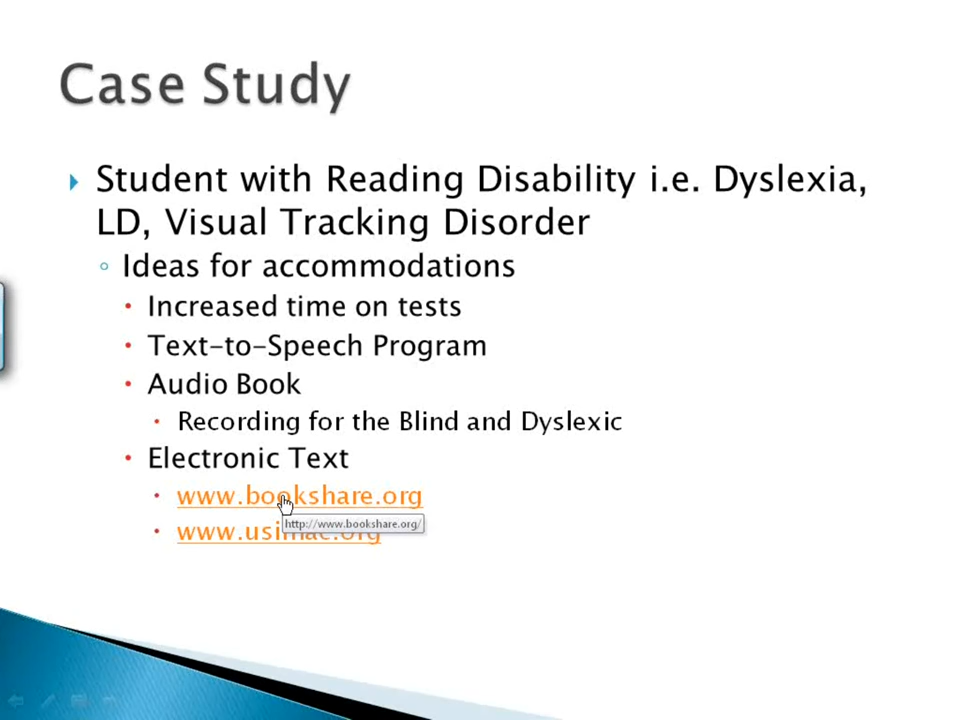 Case Study
Student with Reading Disability i.e. Dyslexia,
LD, Visual Tracking Disorder
Ideas for accommodations
Increased time on tests
Text-to-Speech Program
Audio Book
Recording for the Blind and Dyslexic
Electronic Text
www.bookshare.org
http://www.bookshare.org/